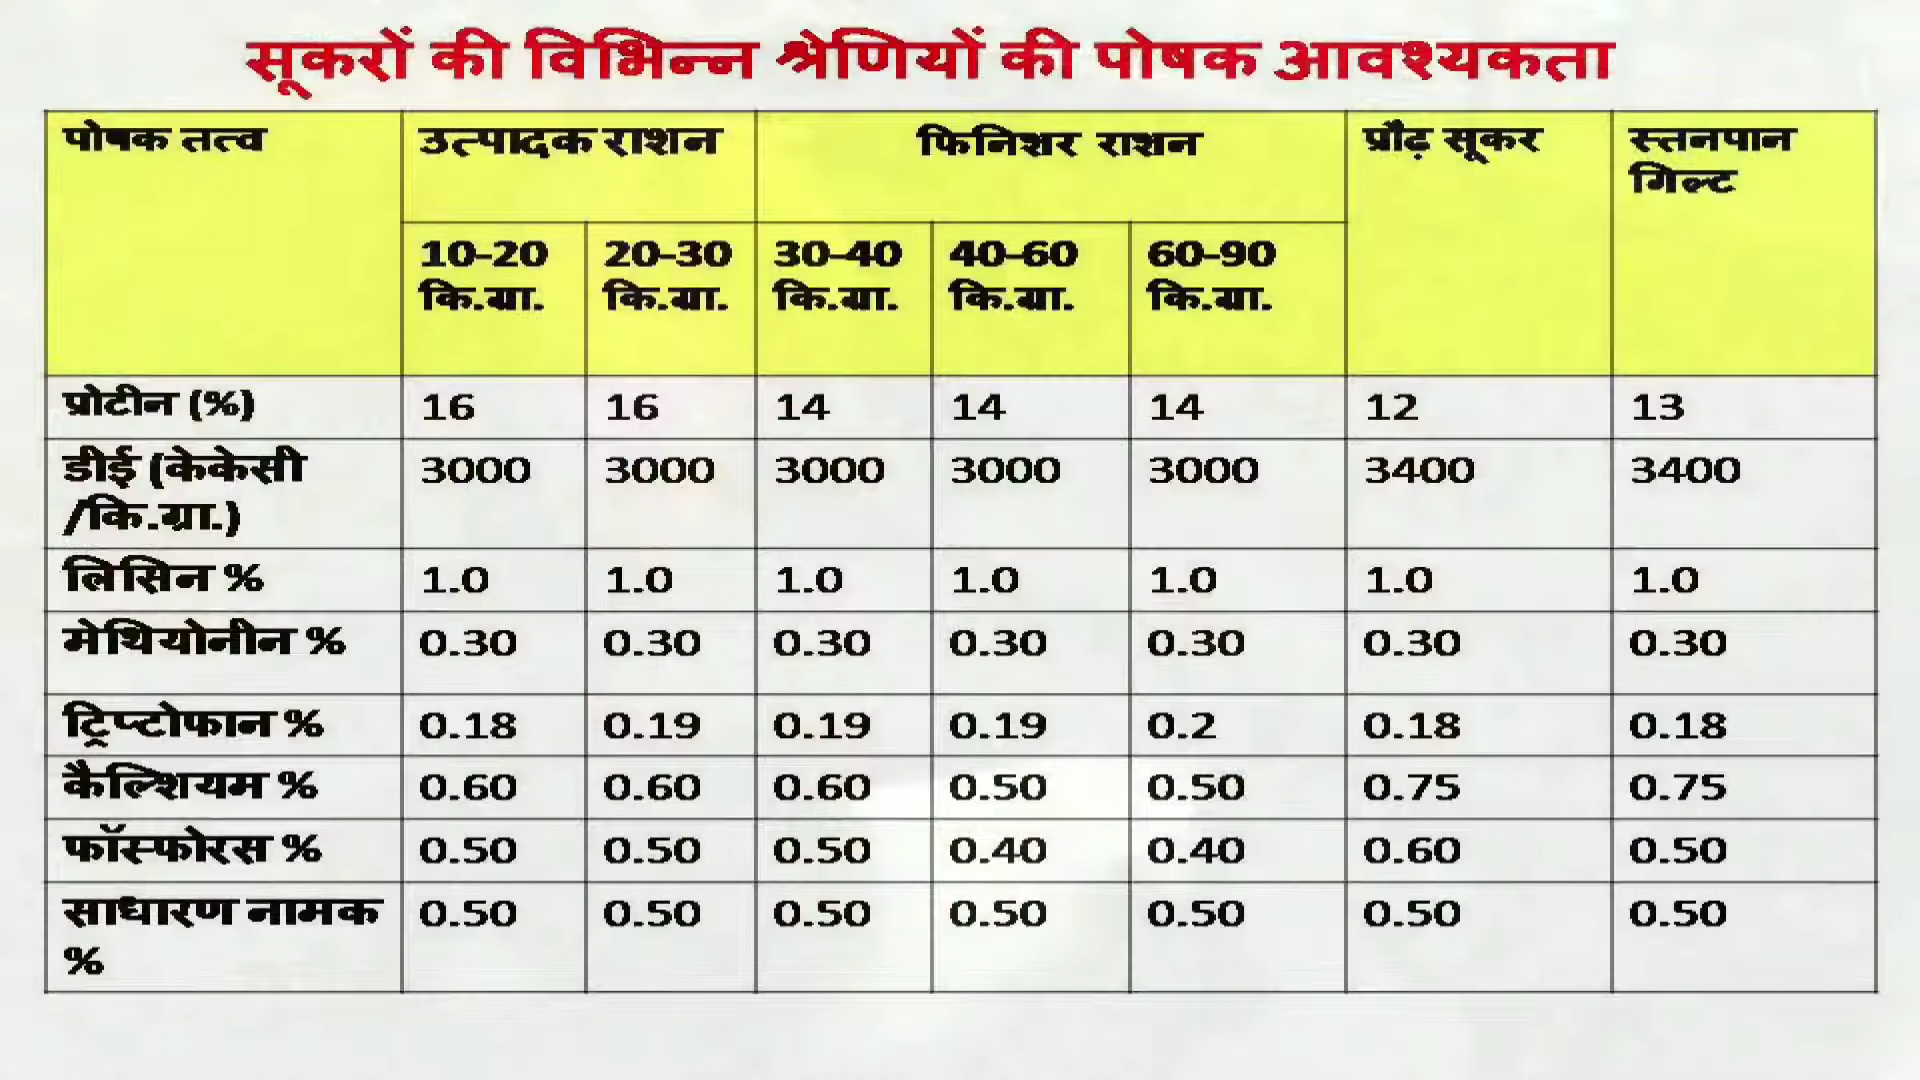 सूकरों की विभिन्न श्रेणियों की पोषक आवश्यकता
पोषक तत्व उत्पादक राशन फिनिशर राशन प्रौढ़ सूकर स्तनपान
गिल्ट
10-20 20-30 30-40 40-60 60-90
कि.ग्रा. कि.ग्रा. कि.ग्रा. कि.ग्रा. कि.ग्रा.
प्रोटीन (%) 16 16 14 14 14 12 13
डीई (केकेसी 3000 3000 3000 3000 3000 3400 3400
/कि.ग्रा.)
लिसिन % 1.0 1.0 1.0 1.0 1.0 1.0 1.0
मेथियोनीन % 0.30 0.30 0.30 0.30 0.30 0.30 0.30
ट्रिप्टोफान % 0.18 0.19 0.19 0.19 0.2 0.18 0.18
कैल्शियम % 0.60 0.60 0.60 0.50 0.50 0.75 0.75
फॉस्फोरस % 0.50 0.50 0.50 0.40 0.40 0.60 0.50
साधारण नामक 0.50 0.50 0.50 0.50 0.50 0.50 0.50
%